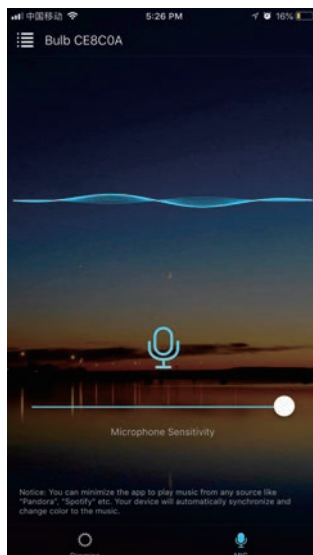 中国移动 5:26 PM 16%
Bulb CE8C0A
Microphone Sensitivity
Notice: You can minimize the app to play music from any source like
"Pandora", "Spotify" etc. Your device will automatically synchronize and
change color to the music.